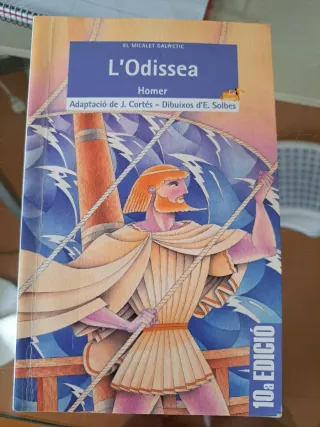 EL MICALET GALÀCTIC
L'Odissea
Homer
Adaptació de J. Cortés – Dibuixos d'E. Solbes
10a EDICIÓ